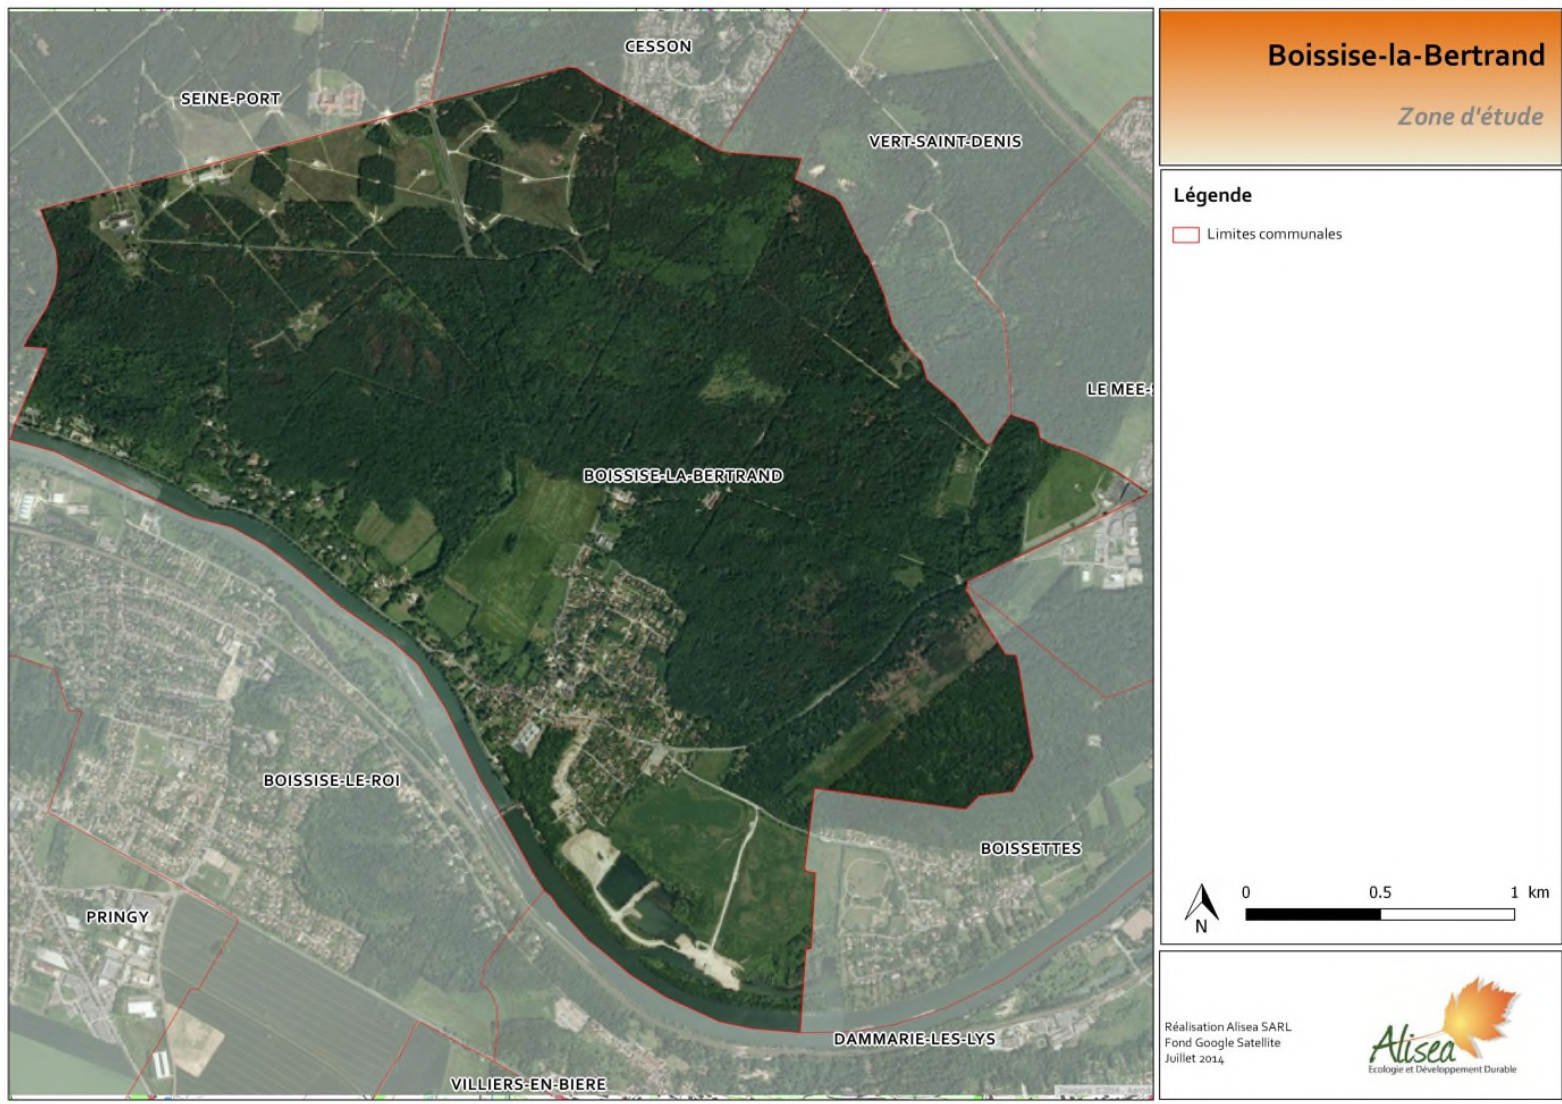 CESSON
SEINE-PORT
VERT-SAINT-DENIS
LE MEE-
BOISSISE-LA-BERTRAND
BOISSISE-LE-ROI
BOISSETTES
PRINGY
DAMMARIE-LES-LYS
VILLIERS-EN-BIERE
Boissise-la-Bertrand
Zone d'étude
Légende
Limites communales
0 0.5 1 km
N
Réalisation Alisea SARL
Fond Google Satellite
Juillet 2014
Alisea
Ecologie et Développement Durable